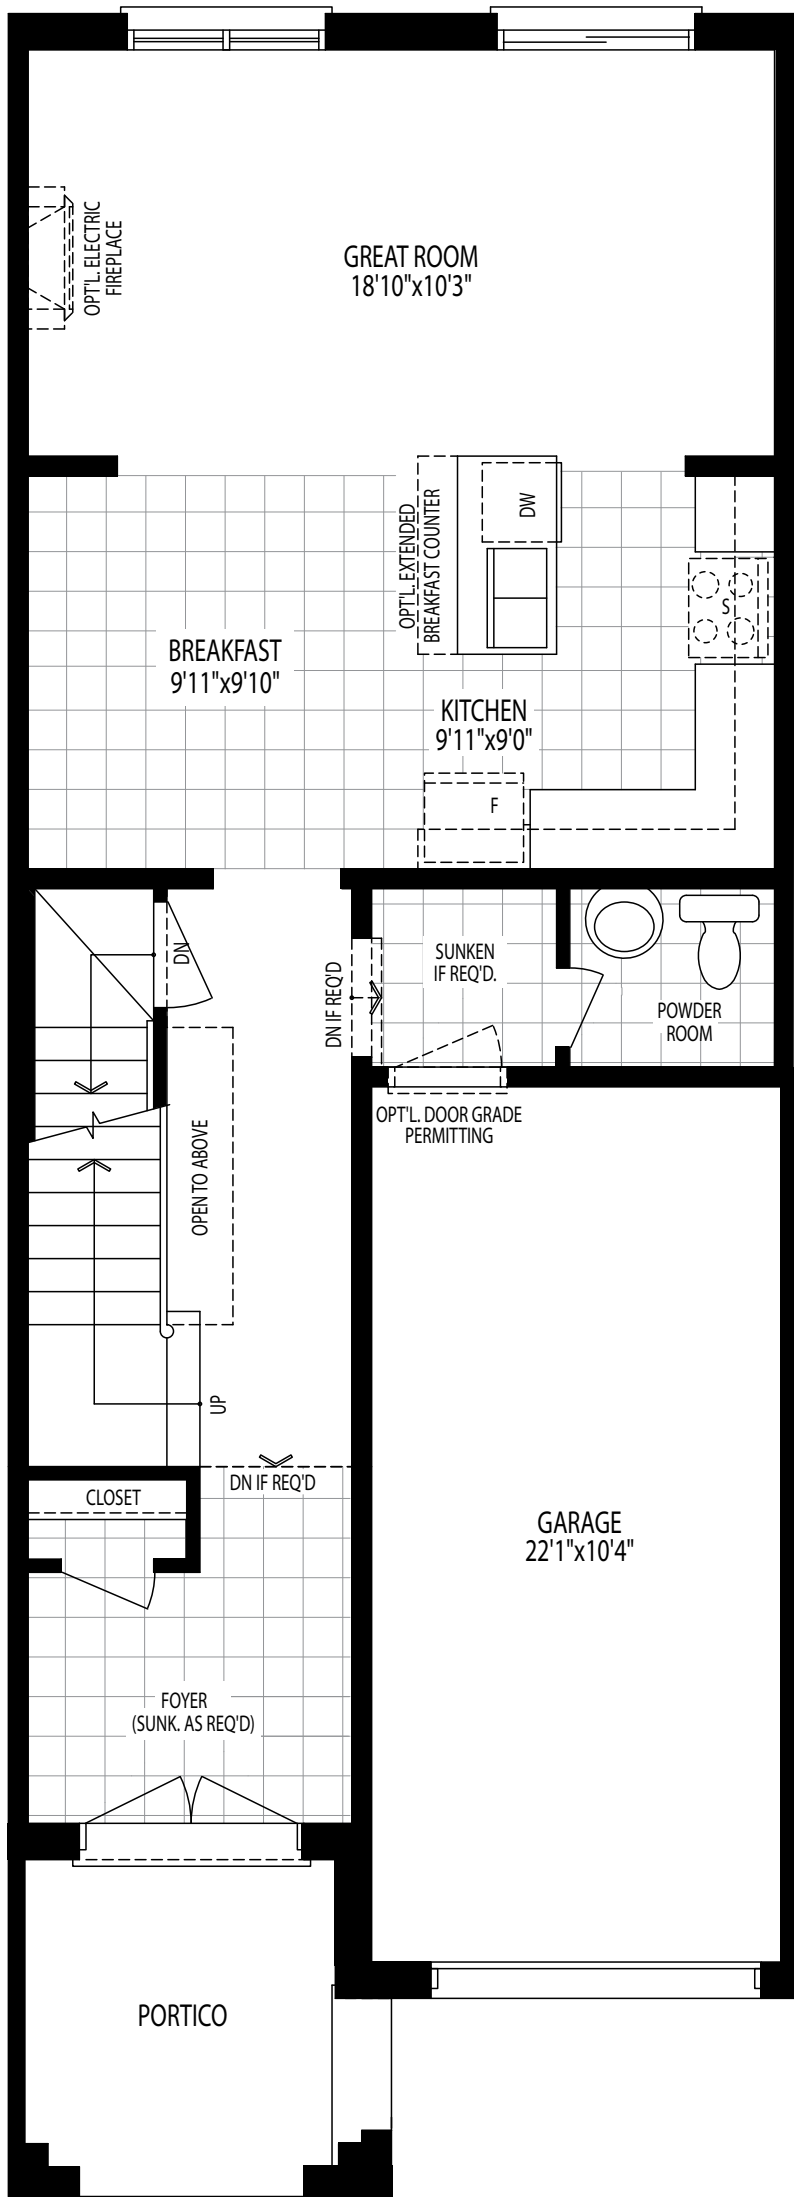 OPT'L. ELECTRIC
FIREPLACE
GREAT ROOM
18'10"x10'3"
OPT'L. EXTENDED
BREAKFAST COUNTER
DW
S
BREAKFAST
9'11"x9'10"
KITCHEN
9'11"x9'0"
F
DN
DN IF REQ'D
SUNKEN
IF REQ'D.
POWDER
ROOM
OPT'L. DOOR GRADE
PERMITTING
OPEN TO ABOVE
UP
DN IF REQ'D
CLOSET
GARAGE
22'1"x10'4"
FOYER
(SUNK. AS REQ'D)
PORTICO